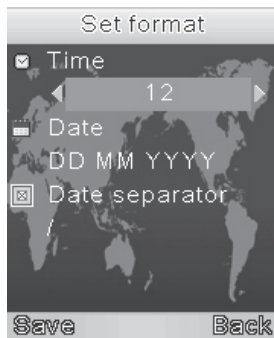 Set format
Time
12
Date
DD MM YYYY
Date separator
/
Save Back